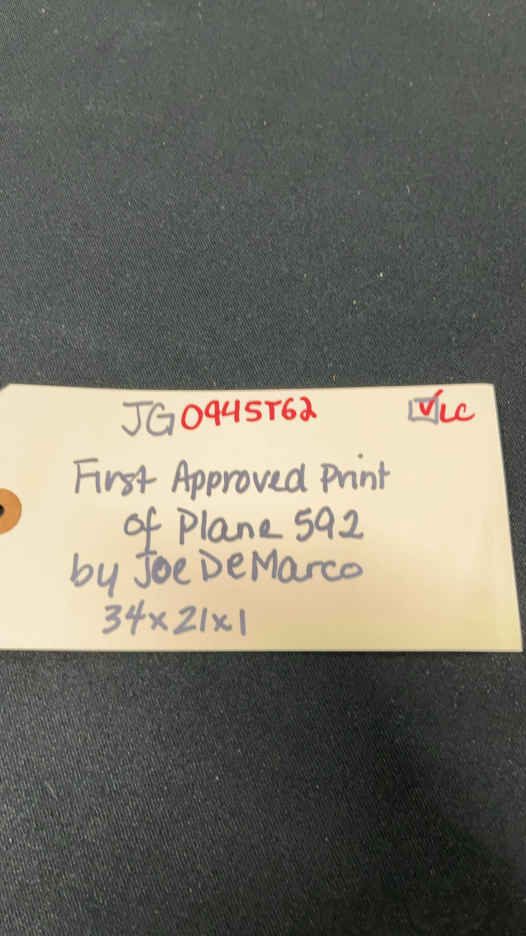 JG0945T62 ☑LC
First Approved Print
of Plane 592
by Joe DeMarco
34x21x1